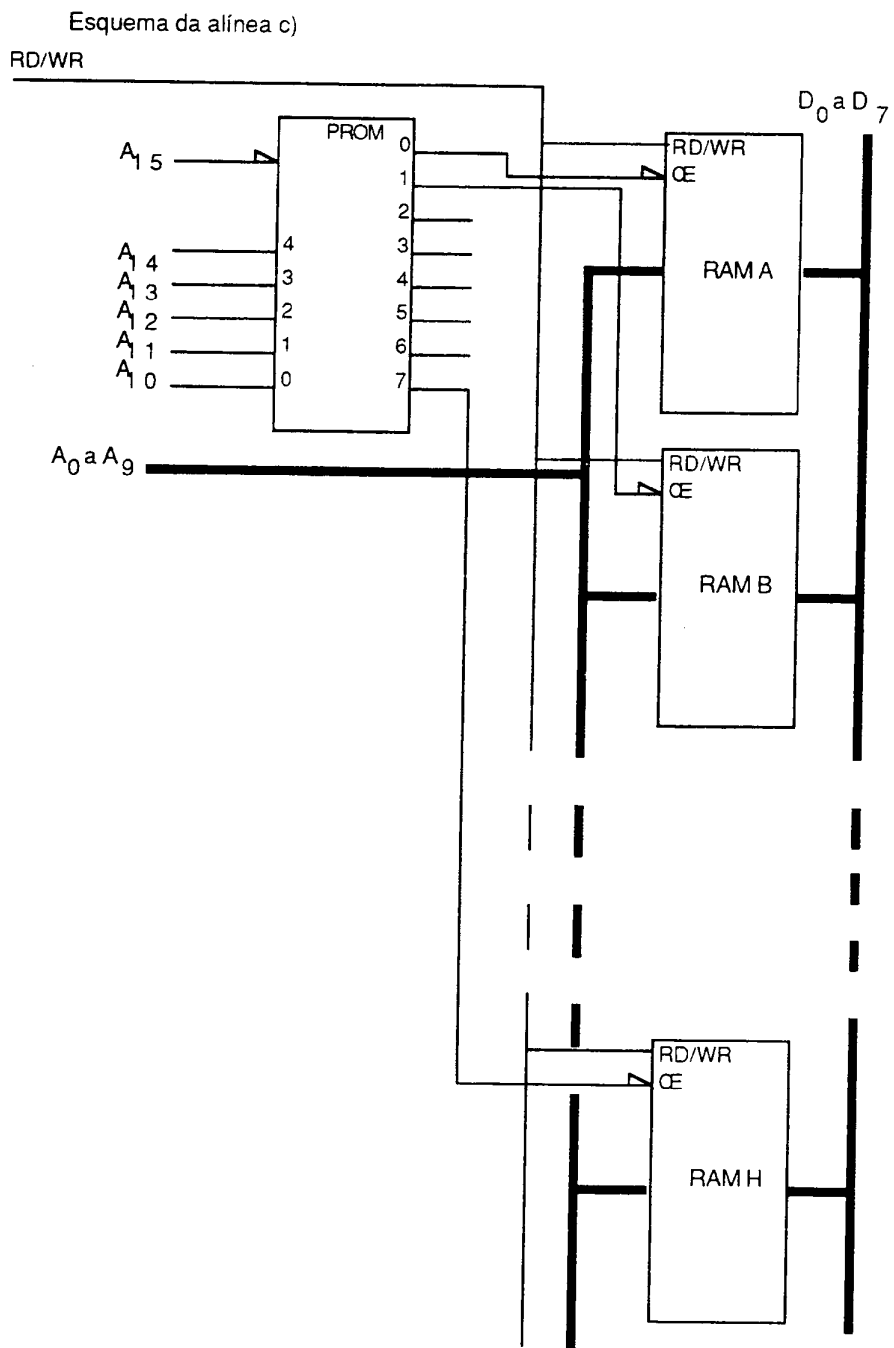 Esquema da alínea c)
RD/WR
D0 a D7
PROM
A15
A14
A13
A12
A11
A10
4
3
2
1
0
0
1
2
3
4
5
6
7
A0 a A9
RD/WR
CE
RAM A
RD/WR
CE
RAM B
RD/WR
CE
RAM H